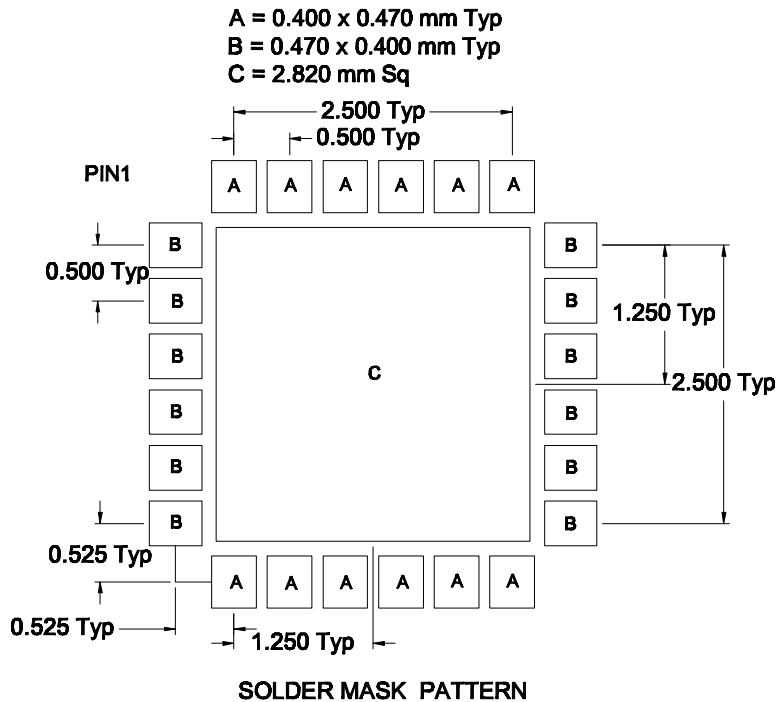 A = 0.400 x 0.470 mm Typ
B = 0.470 x 0.400 mm Typ
C = 2.820 mm Sq
2.500 Typ
0.500 Typ
PIN1
A A A A A A
B B
0.500 Typ
B B
1.250 Typ
B B
C
2.500 Typ
B B
B B
B B
0.525 Typ
A A A A A A
0.525 Typ
1.250 Typ
SOLDER MASK PATTERN